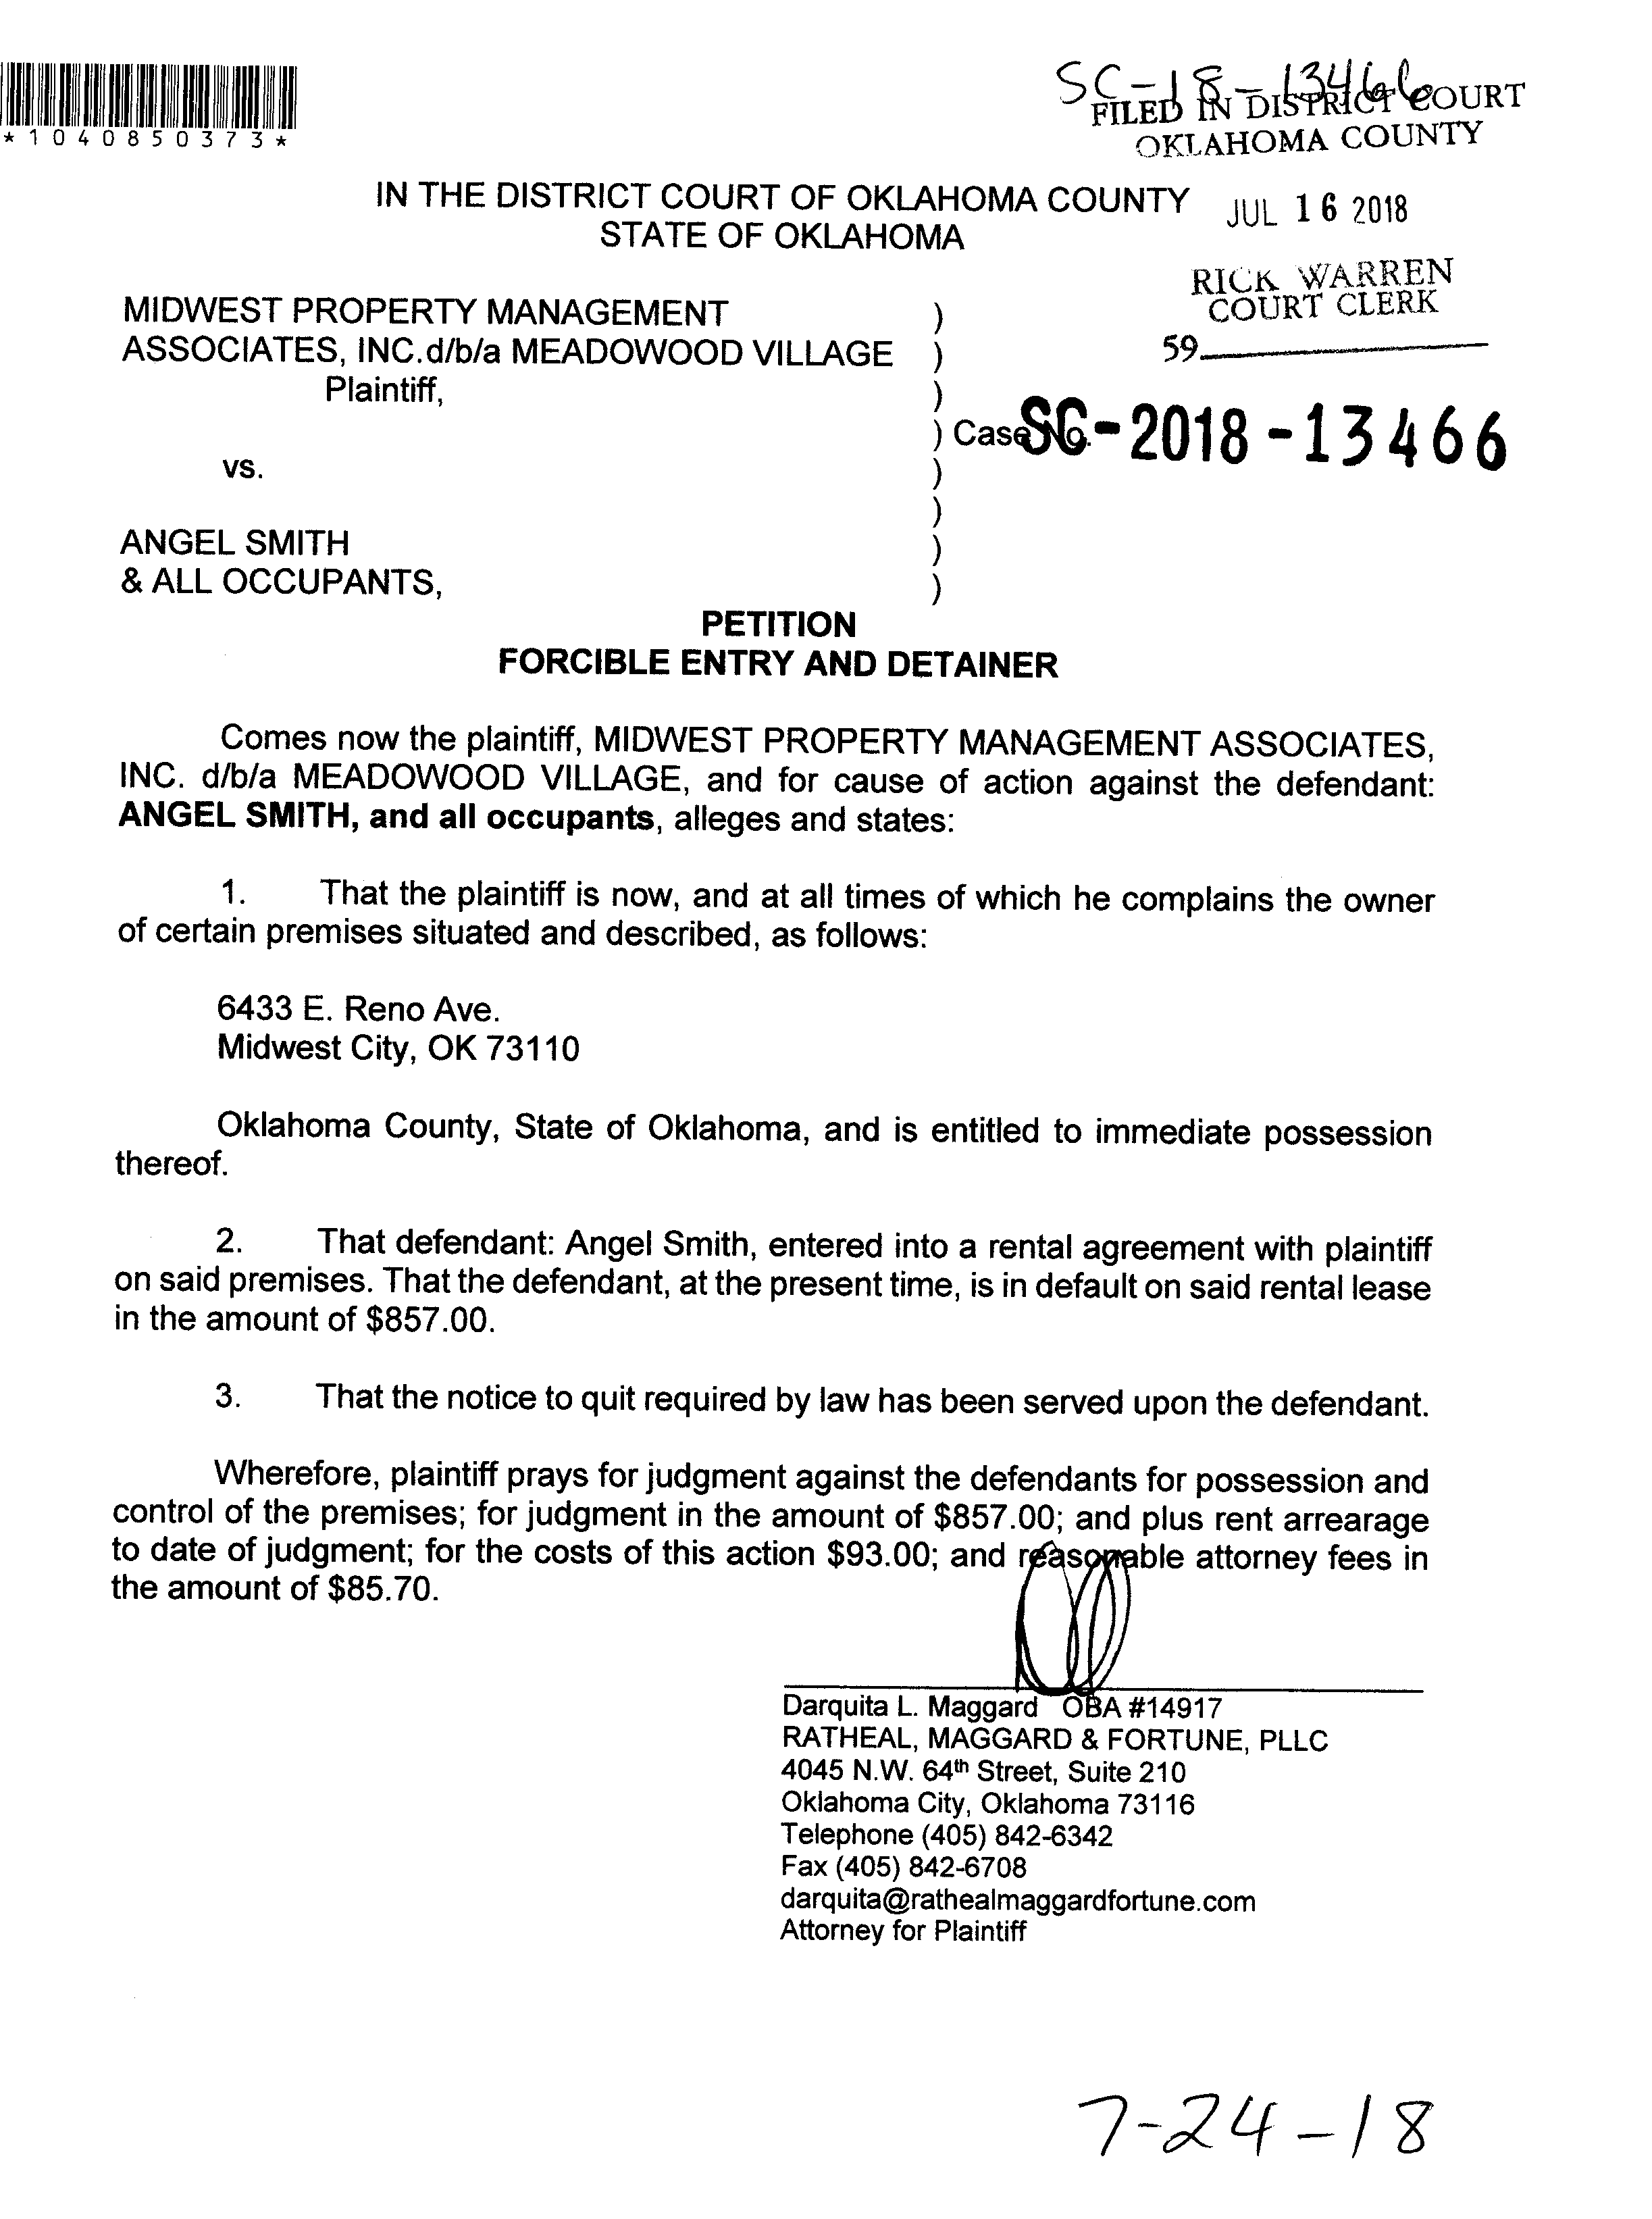 SC-18-13466
FILED IN DISTRICT COURT
OKLAHOMA COUNTY
*1040850373*
IN THE DISTRICT COURT OF OKLAHOMA COUNTY
STATE OF OKLAHOMA
JUL 16 2018
RICK WARREN
COURT CLERK
59
MIDWEST PROPERTY MANAGEMENT )
ASSOCIATES, INC.d/b/a MEADOWOOD VILLAGE )
Plaintiff, )
) Case No. SC-2018-13466
vs. )
)
ANGEL SMITH )
& ALL OCCUPANTS, )
PETITION
FORCIBLE ENTRY AND DETAINER
Comes now the plaintiff, MIDWEST PROPERTY MANAGEMENT ASSOCIATES,
INC. d/b/a MEADOWOOD VILLAGE, and for cause of action against the defendant:
ANGEL SMITH, and all occupants, alleges and states:
1. That the plaintiff is now, and at all times of which he complains the owner
of certain premises situated and described, as follows:
6433 E. Reno Ave.
Midwest City, OK 73110
Oklahoma County, State of Oklahoma, and is entitled to immediate possession
thereof.
2. That defendant: Angel Smith, entered into a rental agreement with plaintiff
on said premises. That the defendant, at the present time, is in default on said rental lease
in the amount of $857.00.
3. That the notice to quit required by law has been served upon the defendant.
Wherefore, plaintiff prays for judgment against the defendants for possession and
control of the premises; for judgment in the amount of $857.00; and plus rent arrearage
to date of judgment; for the costs of this action $93.00; and reasonable attorney fees in
the amount of $85.70.
Darquita L. Maggard OBA #14917
RATHEAL, MAGGARD & FORTUNE, PLLC
4045 N.W. 64th Street, Suite 210
Oklahoma City, Oklahoma 73116
Telephone (405) 842-6342
Fax (405) 842-6708
darquita@rathealmaggardfortune.com
Attorney for Plaintiff
7-24-18